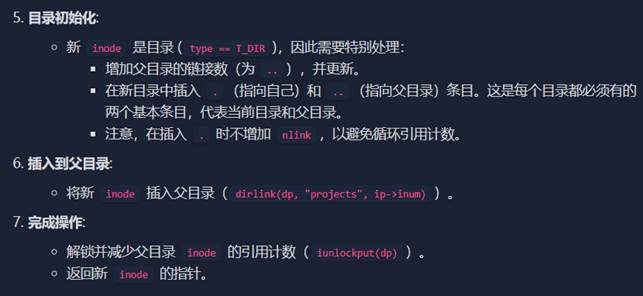 5. 目录初始化:
新 inode 是目录 ( type == T_DIR ), 因此需要特别处理:
增加父目录的链接数 (为 .. ), 并更新。
在新目录中插入 . (指向自己) 和 .. (指向父目录) 条目。这是每个目录都必须有的
两个基本条目, 代表当前目录和父目录。
注意, 在插入 . 时不增加 nlink , 以避免循环引用计数。
6. 插入到父目录:
将新 inode 插入父目录 ( dirlink(dp, "projects", ip->inum) )。
7. 完成操作:
解锁并减少父目录 inode 的引用计数 ( iunlockput(dp) )。
返回新 inode 的指针。